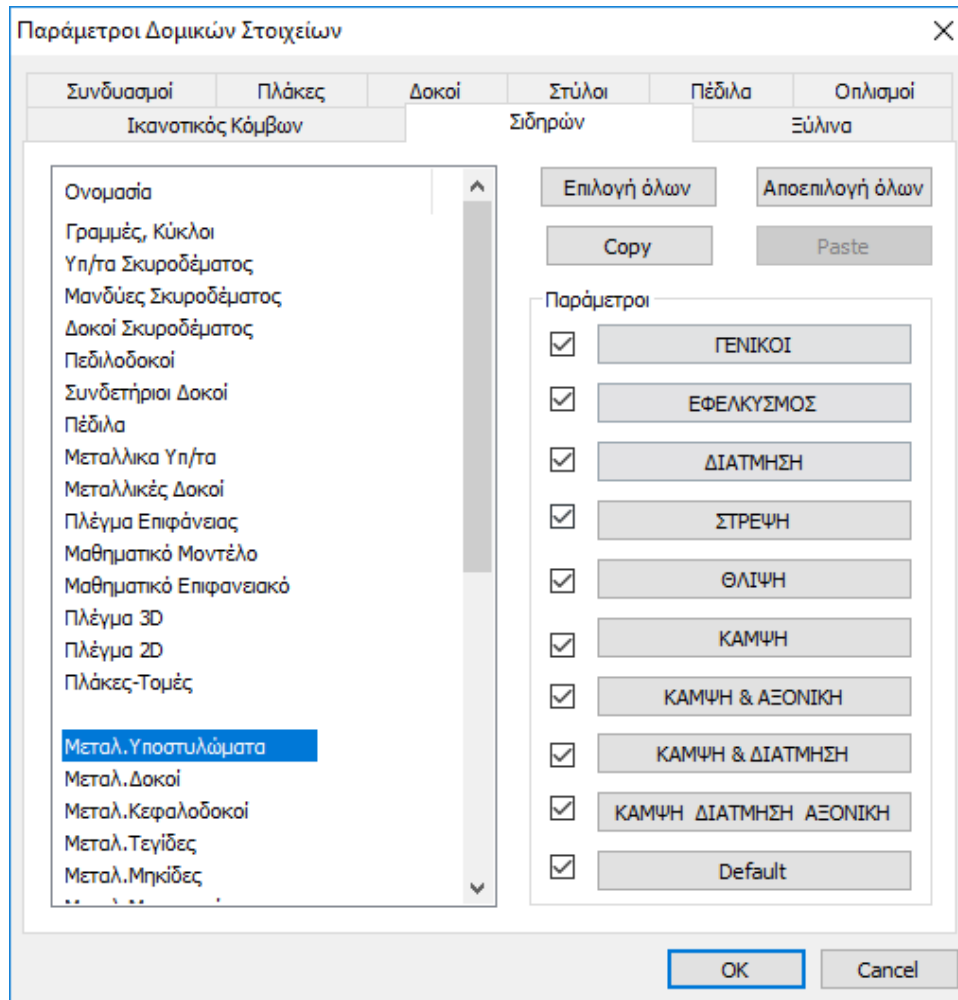 Παράμετροι Δομικών Στοιχείων
Συνδυασμοί Πλάκες Δοκοί Στύλοι Πέδιλα Οπλισμοί
Ικανοτικός Κόμβων Σιδηρών Ξύλινα
Ονομασία
Γραμμές, Κύκλοι
Υπ/τα Σκυροδέματος
Μανδύες Σκυροδέματος
Δοκοί Σκυροδέματος
Πεδιλοδοκοί
Συνδετήριοι Δοκοί
Πέδιλα
Μεταλλικα Υπ/τα
Μεταλλικές Δοκοί
Πλέγμα Επιφάνειας
Μαθηματικό Μοντέλο
Μαθηματικό Επιφανειακό
Πλέγμα 3D
Πλέγμα 2D
Πλάκες-Τομές
Μεταλ.Υποστυλώματα
Μεταλ.Δοκοί
Μεταλ.Κεφαλοδοκοί
Μεταλ.Τεγίδες
Μεταλ.Μηκίδες
Επιλογή όλων Αποεπιλογή όλων
Copy Paste
Παράμετροι
ΓΕΝΙΚΟΙ
ΕΦΕΛΚΥΣΜΟΣ
ΔΙΑΤΜΗΣΗ
ΣΤΡΕΨΗ
ΘΛΙΨΗ
ΚΑΜΨΗ
ΚΑΜΨΗ & ΑΞΟΝΙΚΗ
ΚΑΜΨΗ & ΔΙΑΤΜΗΣΗ
ΚΑΜΨΗ ΔΙΑΤΜΗΣΗ ΑΞΟΝΙΚΗ
Default
OK Cancel